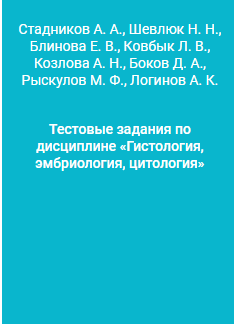 Стадников А. А., Шевлюк Н. Н.,
Блинова Е. В., Ковбык Л. В.,
Козлова А. Н., Боков Д. А.,
Рыскулов М. Ф., Логинов А. К.
Тестовые задания по
дисциплине «Гистология,
эмбриология, цитология»